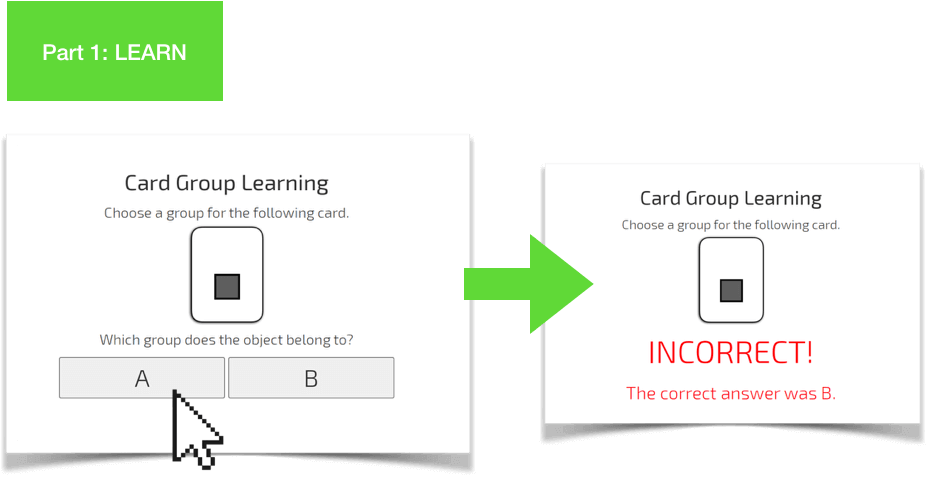 Part 1: LEARN
Card Group Learning
Choose a group for the following card.
Which group does the object belong to?
A B
Card Group Learning
Choose a group for the following card.
INCORRECT!
The correct answer was B.